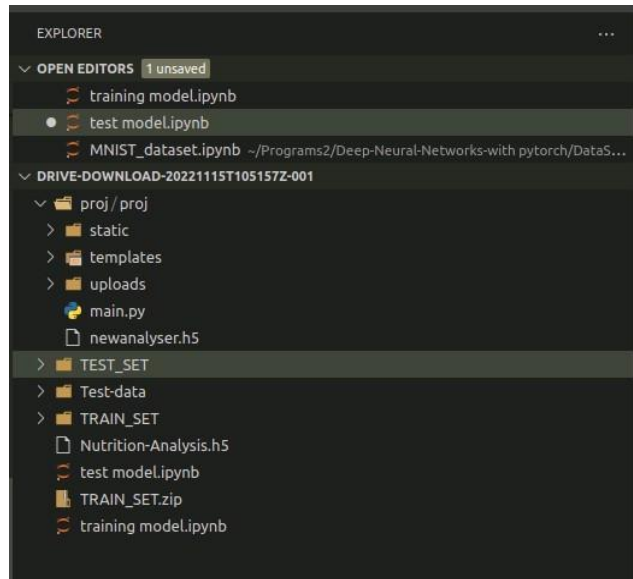 EXPLORER ...
OPEN EDITORS 1 unsaved
training model.ipynb
test model.ipynb
MNIST_dataset.ipynb ~/Programs2/Deep-Neural-Networks-with pytorch/DataS...
DRIVE-DOWNLOAD-20221115T105157Z-001
proj/proj
static
templates
uploads
main.py
newanalyser.h5
TEST_SET
Test-data
TRAIN_SET
Nutrition-Analysis.h5
test model.ipynb
TRAIN_SET.zip
training model.ipynb